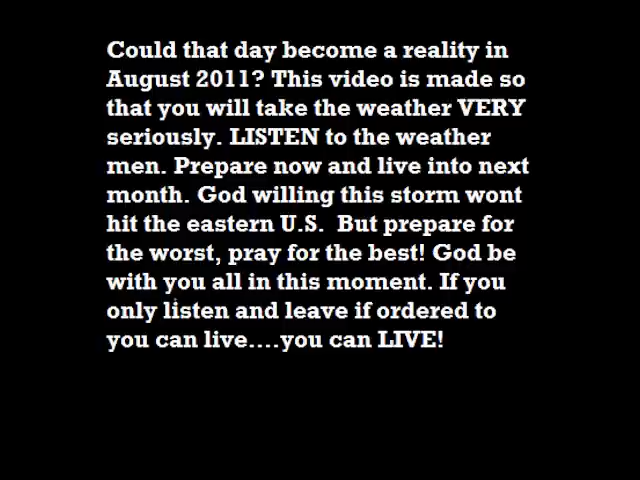 Could that day become a reality in
August 2011? This video is made so
that you will take the weather VERY
seriously. LISTEN to the weather
men. Prepare now and live into next
month. God willing this storm wont
hit the eastern U.S.  But prepare for
the worst, pray for the best! God be
with you all in this moment. If you
only listen and leave if ordered to
you can live....you can LIVE!